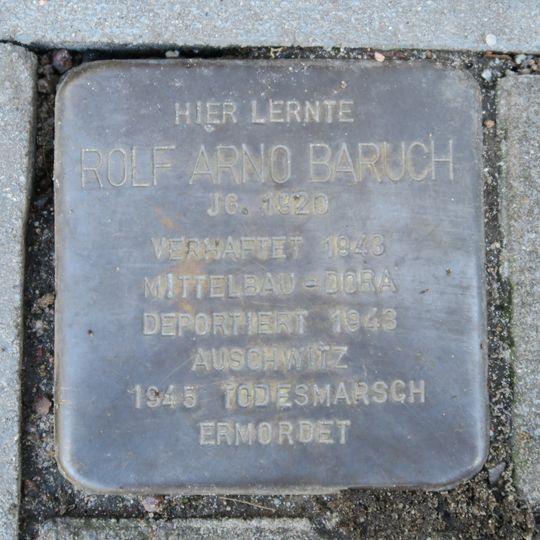 HIER LERNTE
ROLF ARNO BARUCH
JG. 1920
VERHAFTET 1943
MITTELBAU-DORA
DEPORTIERT 1943
AUSCHWITZ
1945 TODESMARSCH
ERMORDET